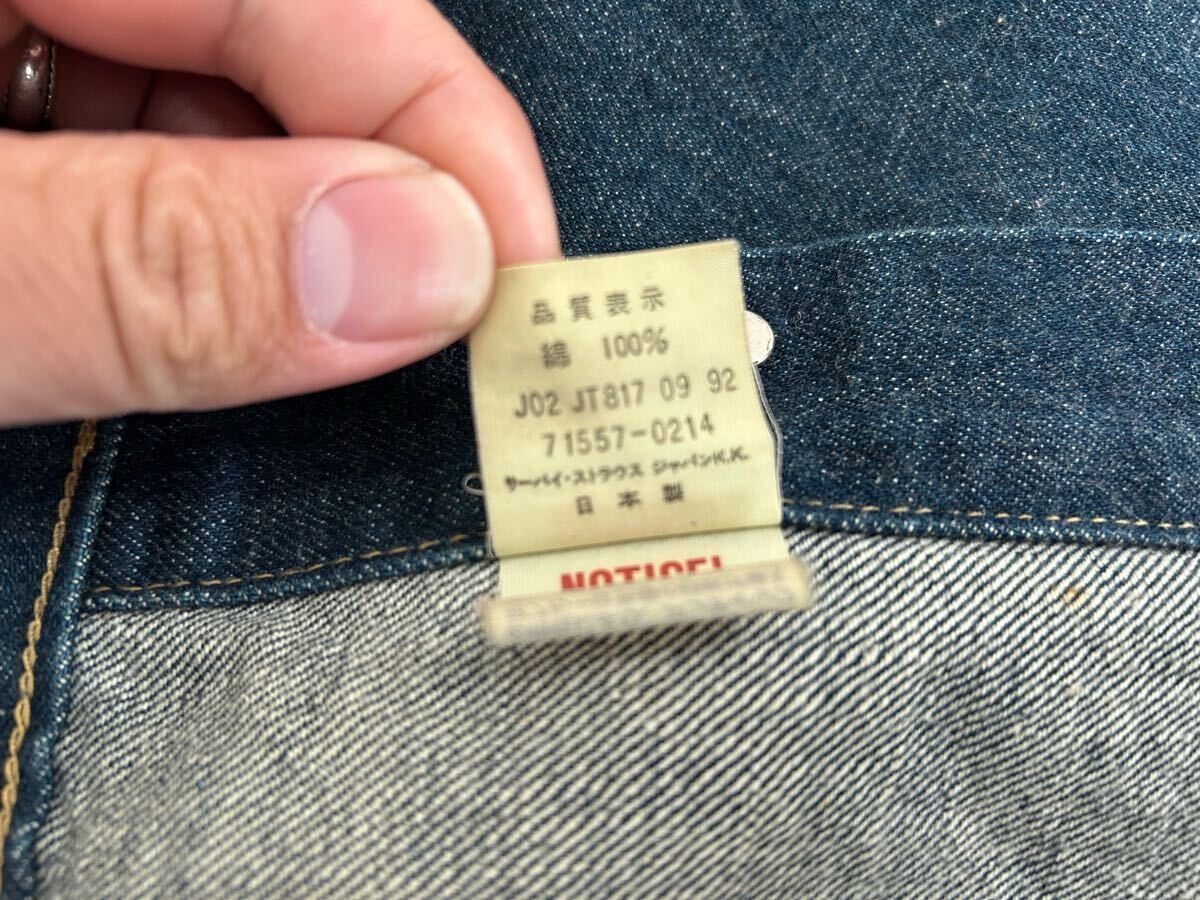 品質表示
綿 100%
J02 JT817 09 92
71557-0214
リーバイ・ストラウス ジャパンK.K.
日本製
NOTICE!